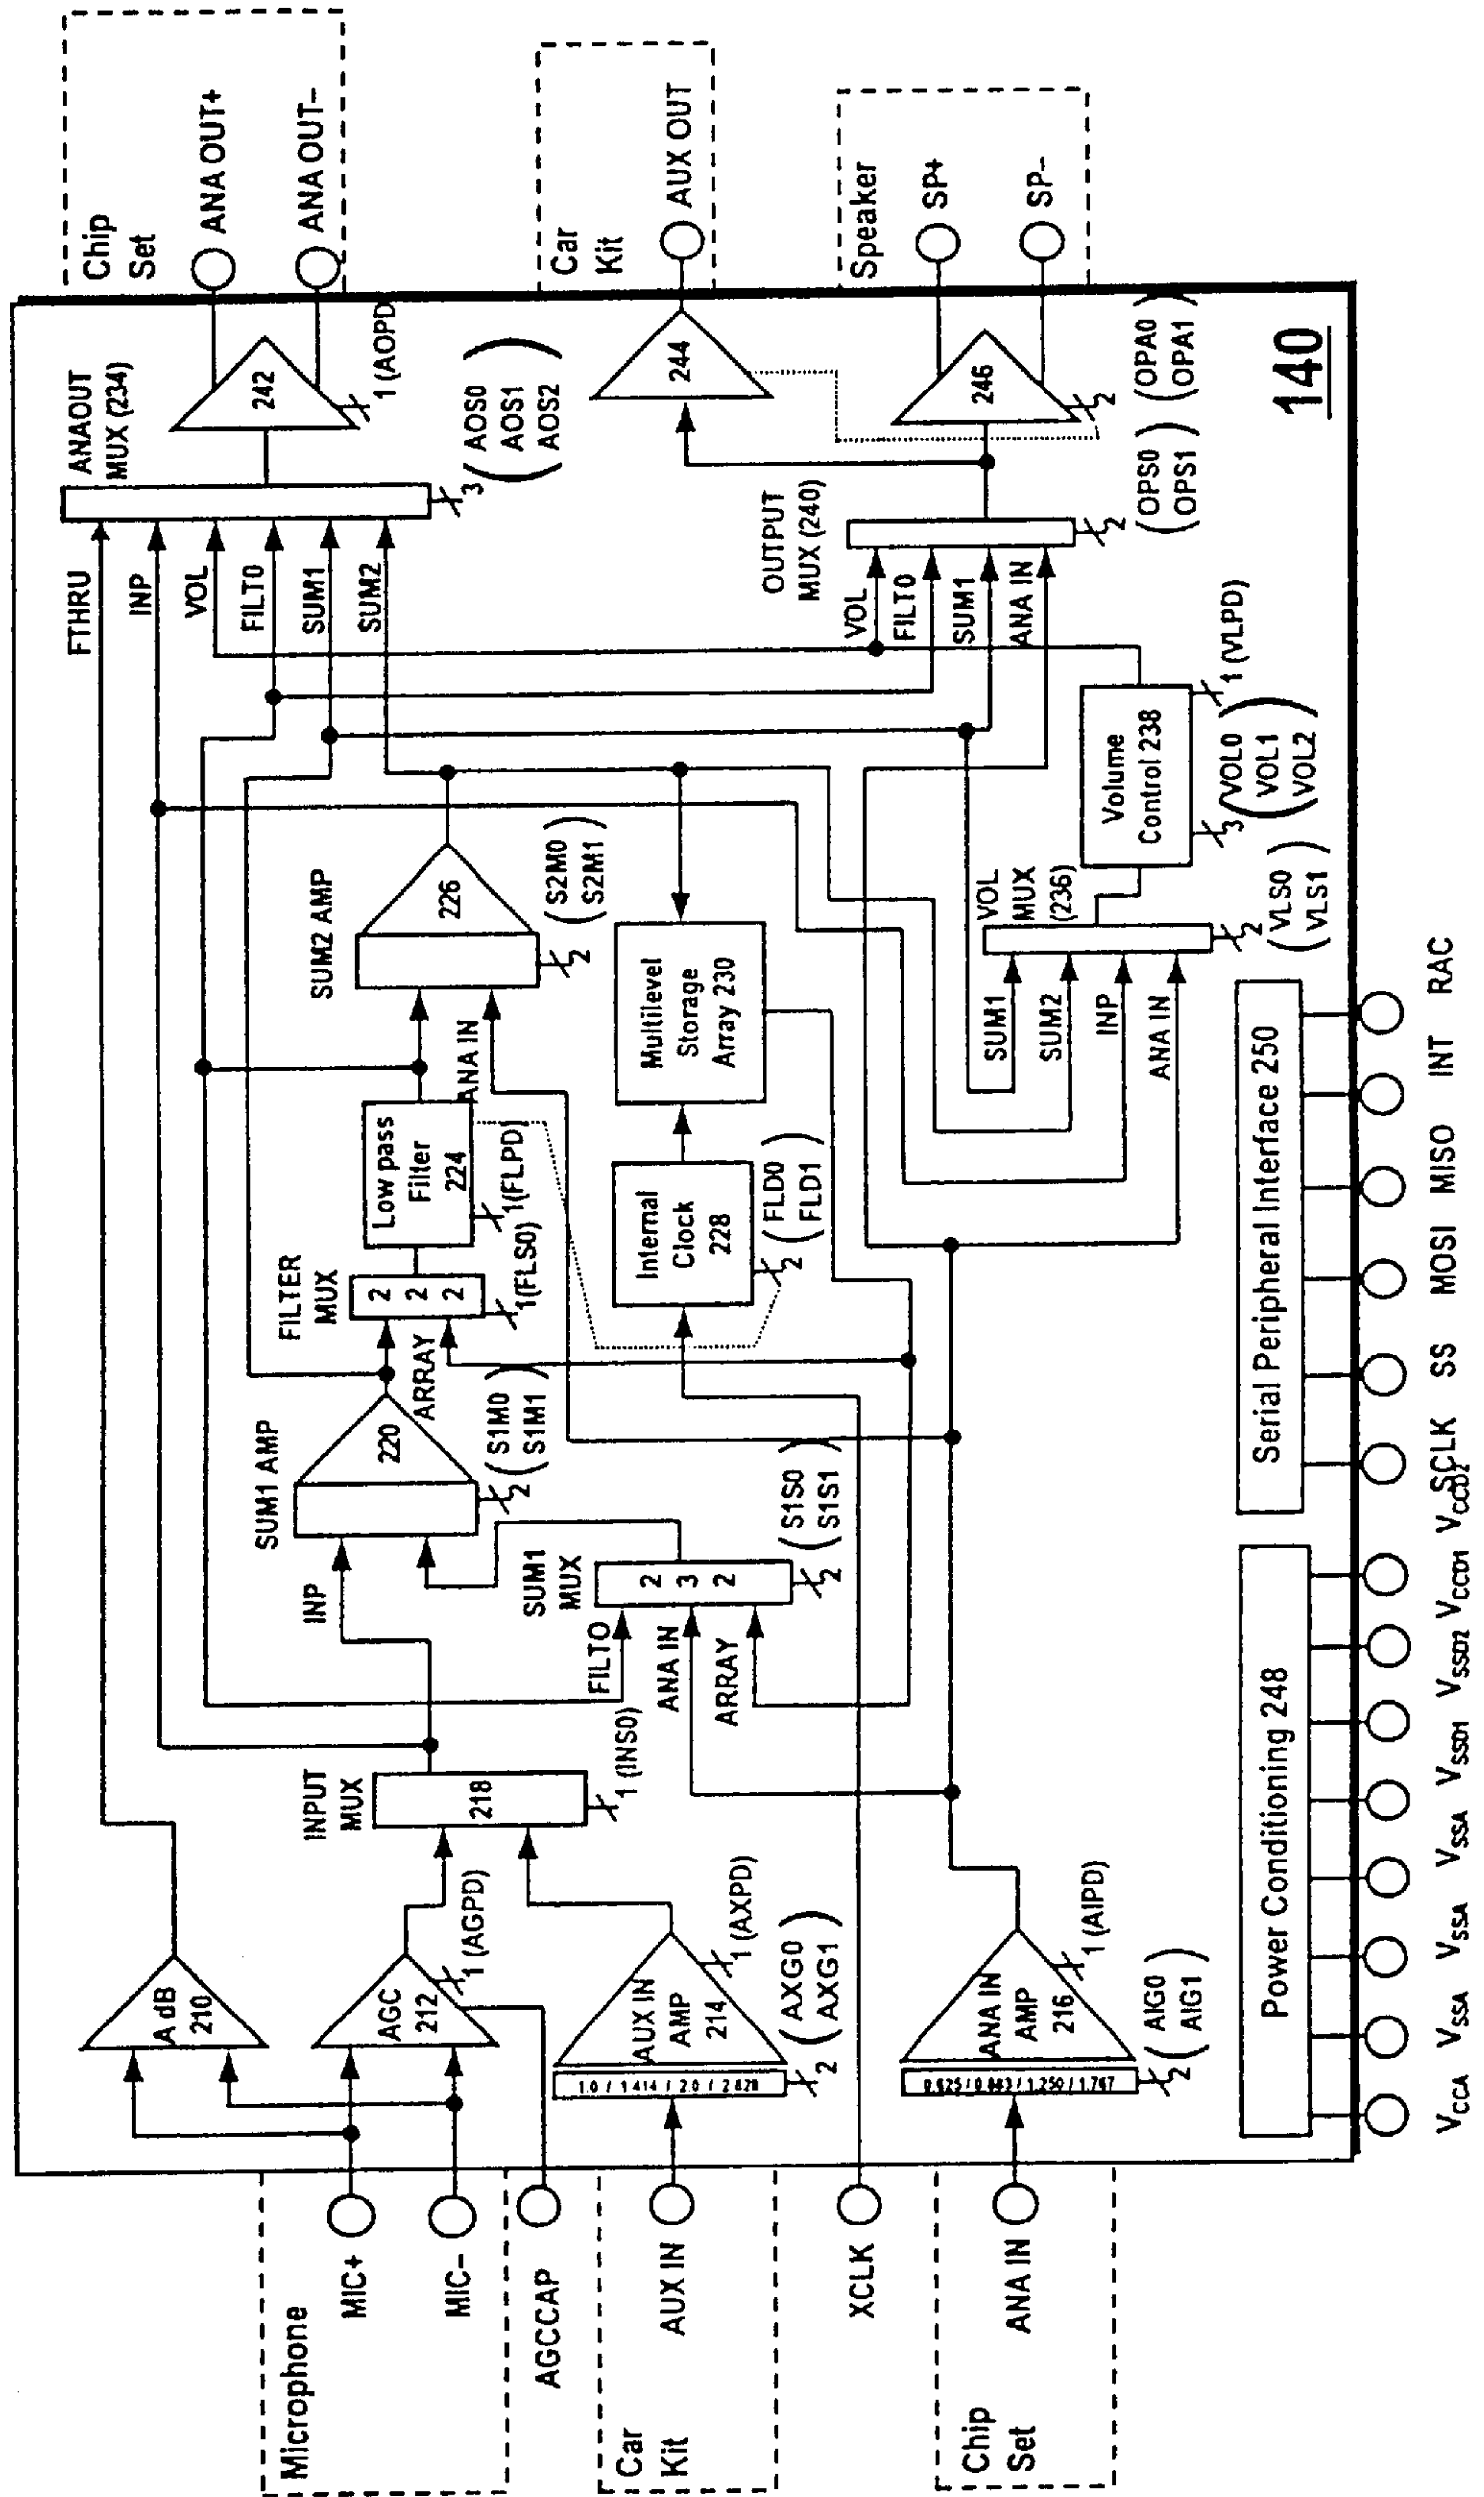 Microphone
MIC+
MIC-
AGCCAP
Car
Kit
AUX IN
XCLK
Chip
Set
ANA IN
A dB
210
AGC
212
1 (AGPD)
AUX IN
AMP
214
1.0 / 1.414 / 2.0 / 2.828
1 (AXPD)
2
(AXG0)
(AXG1)
ANA IN
AMP
216
0.625 / 0.883 / 1.250 / 1.767
1 (AIPD)
2
(AIG0)
(AIG1)
INPUT
MUX
218
1 (INS0)
INP
SUM1 AMP
220
2
(S1M0)
(S1M1)
SUM1
MUX
FILTO
ANA IN
ARRAY
2
3
2
2
(S1S0)
(S1S1)
FILTER
MUX
ARRAY
2
2
2
1(FLS0)
Low pass
Filter
224
1(FLPD)
ANA IN
SUM2 AMP
226
2
(S2M0)
(S2M1)
Internal
Clock
228
2
(FLD0)
(FLD1)
Multilevel
Storage
Array 230
SUM1
SUM2
INP
ANA IN
VOL
MUX
(236)
2
(VLS0)
(VLS1)
Volume
Control 238
3
(VOL0)
(VOL1)
(VOL2)
1 (VLPD)
FTHRU
INP
VOL
FILT0
SUM1
SUM2
ANAOUT
MUX (234)
3
(AOS0)
(AOS1)
(AOS2)
242
1 (AOPD)
Chip
Set
ANA OUT+
ANA OUT-
VOL
FILT0
SUM1
ANA IN
OUTPUT
MUX (240)
2
(OPS0)
(OPS1)
244
246
2
(OPA0)
(OPA1)
Car
Kit
AUX OUT
Speaker
SP+
SP-
140
Power Conditioning 248
VCCA VSSA VSSA VSSA VSSD1 VSSD2 VCCD1 VCCD2
Serial Peripheral Interface 250
SCLK SS MOSI MISO INT RAC